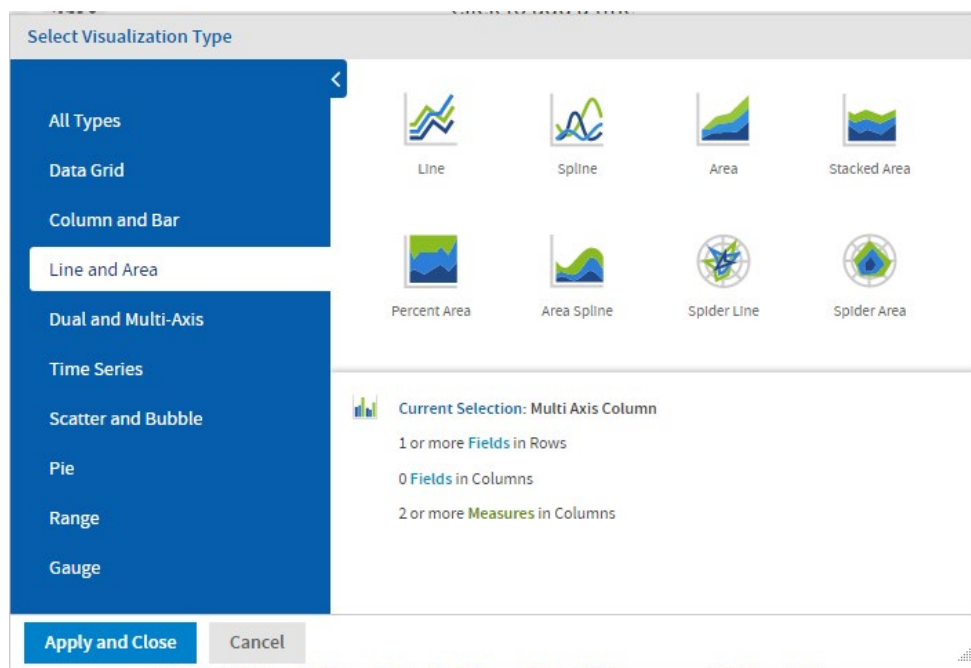 Select Visualization Type
All Types
Data Grid
Column and Bar
Line and Area
Dual and Multi-Axis
Time Series
Scatter and Bubble
Pie
Range
Gauge
Line
Spline
Area
Stacked Area
Percent Area
Area Spline
Spider Line
Spider Area
Current Selection: Multi Axis Column
1 or more Fields in Rows
0 Fields in Columns
2 or more Measures in Columns
Apply and Close
Cancel